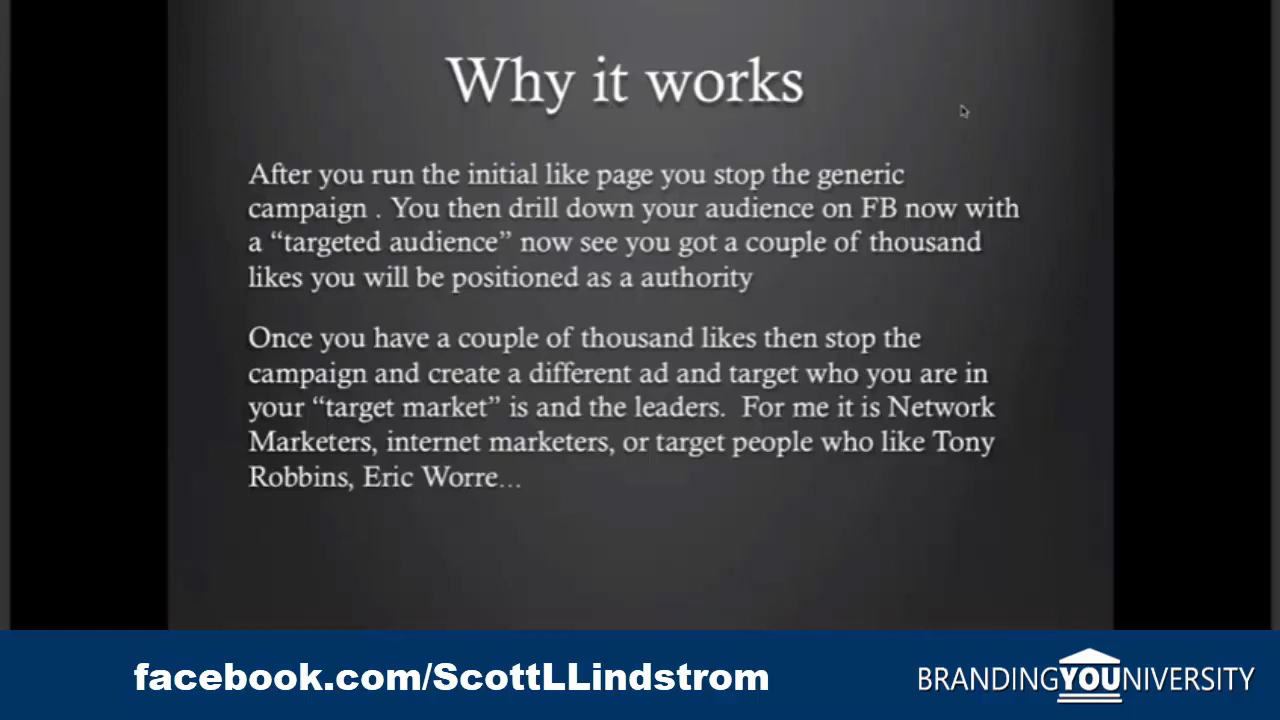 Why it works
After you run the initial like page you stop the generic
campaign . You then drill down your audience on FB now with
a “targeted audience” now see you got a couple of thousand
likes you will be positioned as a authority
Once you have a couple of thousand likes then stop the
campaign and create a different ad and target who you are in
your “target market” is and the leaders. For me it is Network
Marketers, internet marketers, or target people who like Tony
Robbins, Eric Worre...
facebook.com/ScottLLindstrom
BRANDINGYOUNIVERSITY